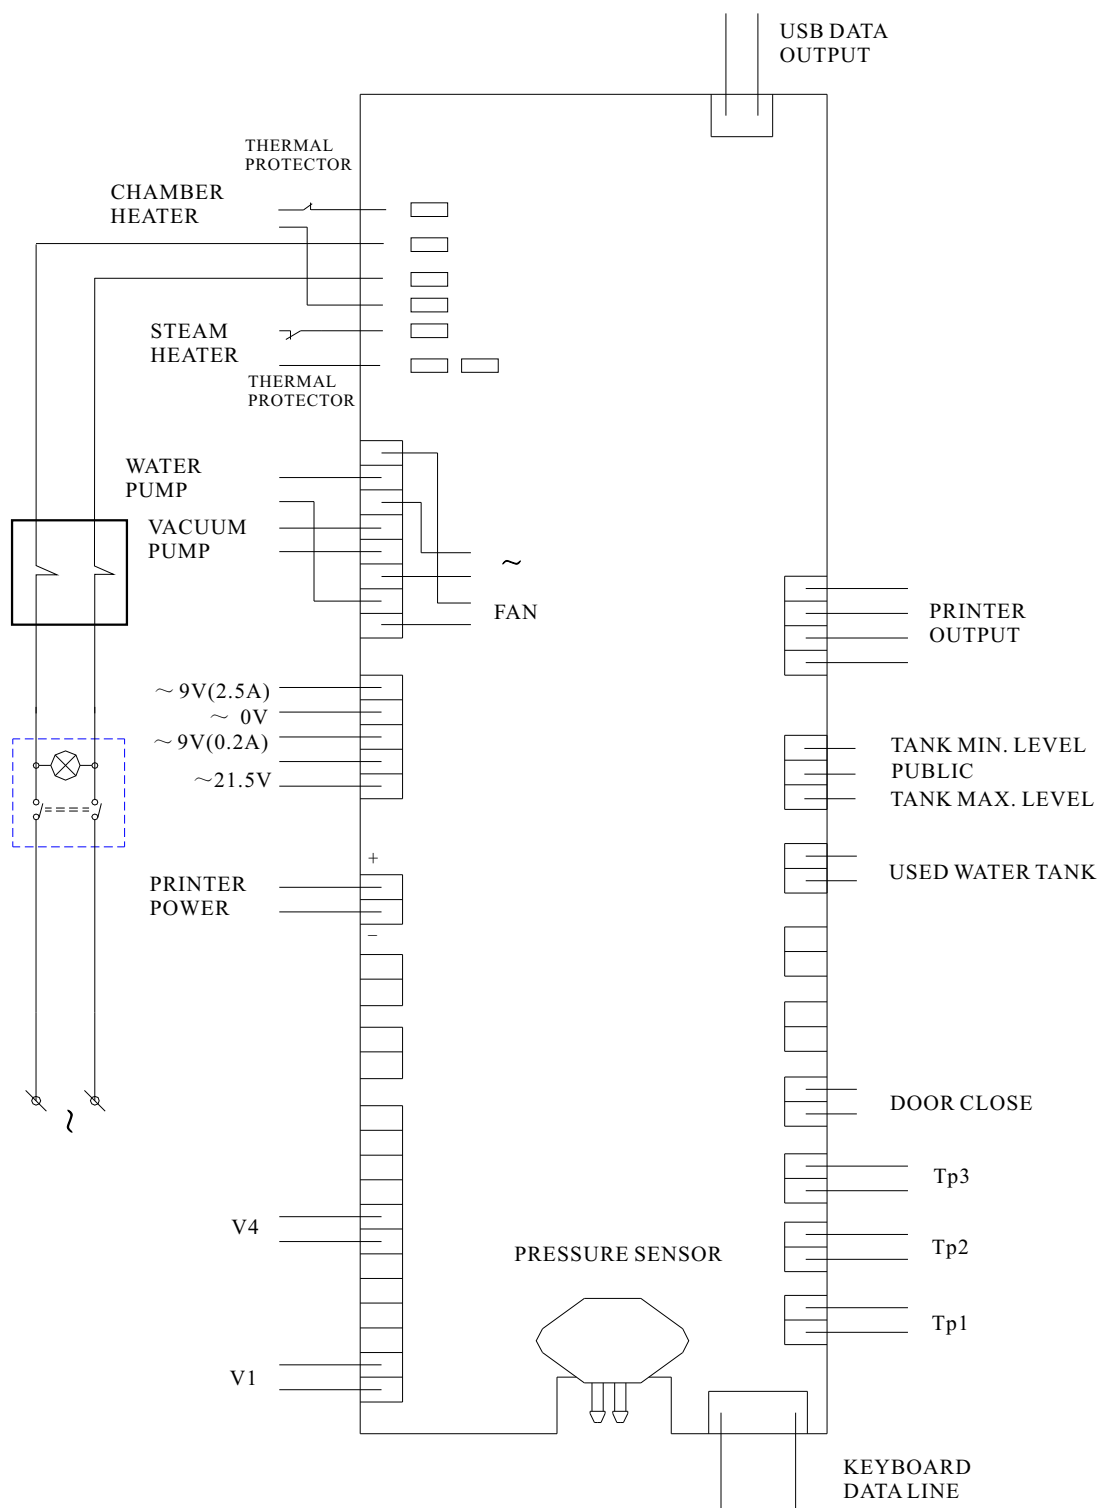 USB DATA
OUTPUT
THERMAL
PROTECTOR
CHAMBER
HEATER
STEAM
HEATER
THERMAL
PROTECTOR
WATER
PUMP
VACUUM
PUMP
~
FAN
PRINTER
OUTPUT
~ 9V(2.5A)
~ 0V
~ 9V(0.2A)
~21.5V
TANK MIN. LEVEL
PUBLIC
TANK MAX. LEVEL
+
PRINTER
POWER
−
USED WATER TANK
~
DOOR CLOSE
Tp3
V4
Tp2
PRESSURE SENSOR
Tp1
V1
KEYBOARD
DATA LINE